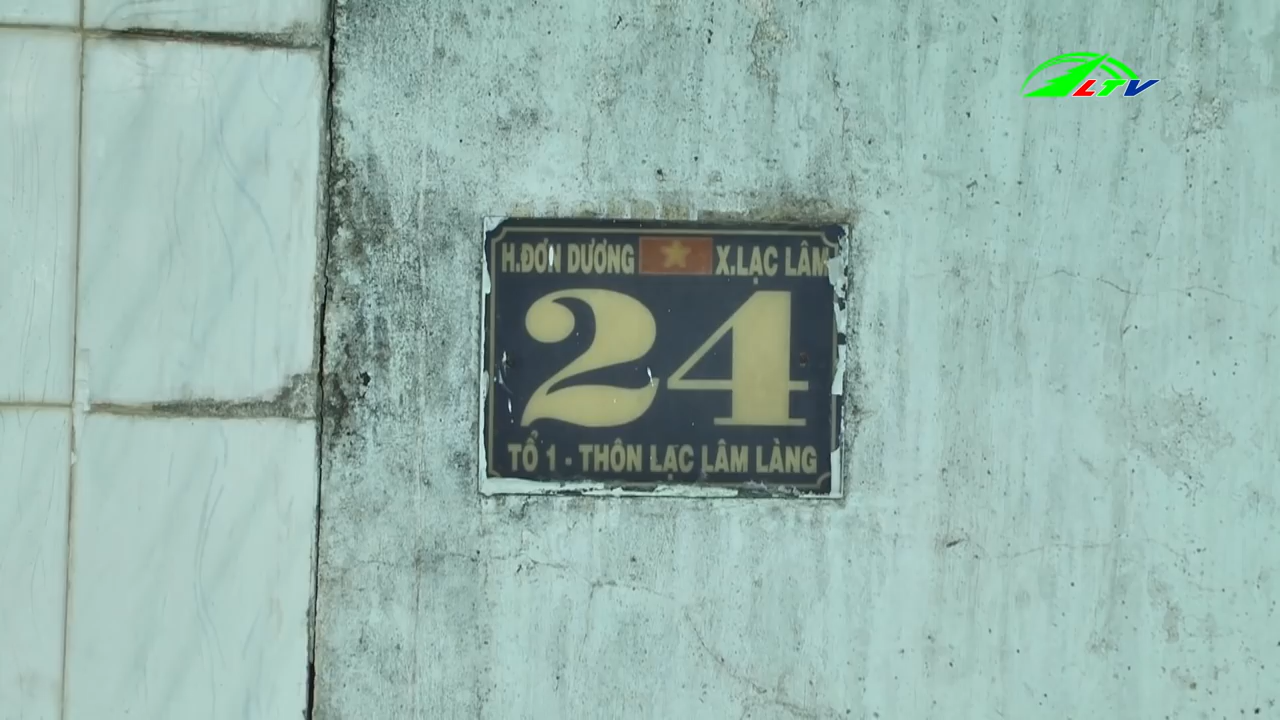 LTV
H.ĐƠN DƯƠNG X.LẠC LÂM
24
TỔ 1 - THÔN LẠC LÂM LÀNG